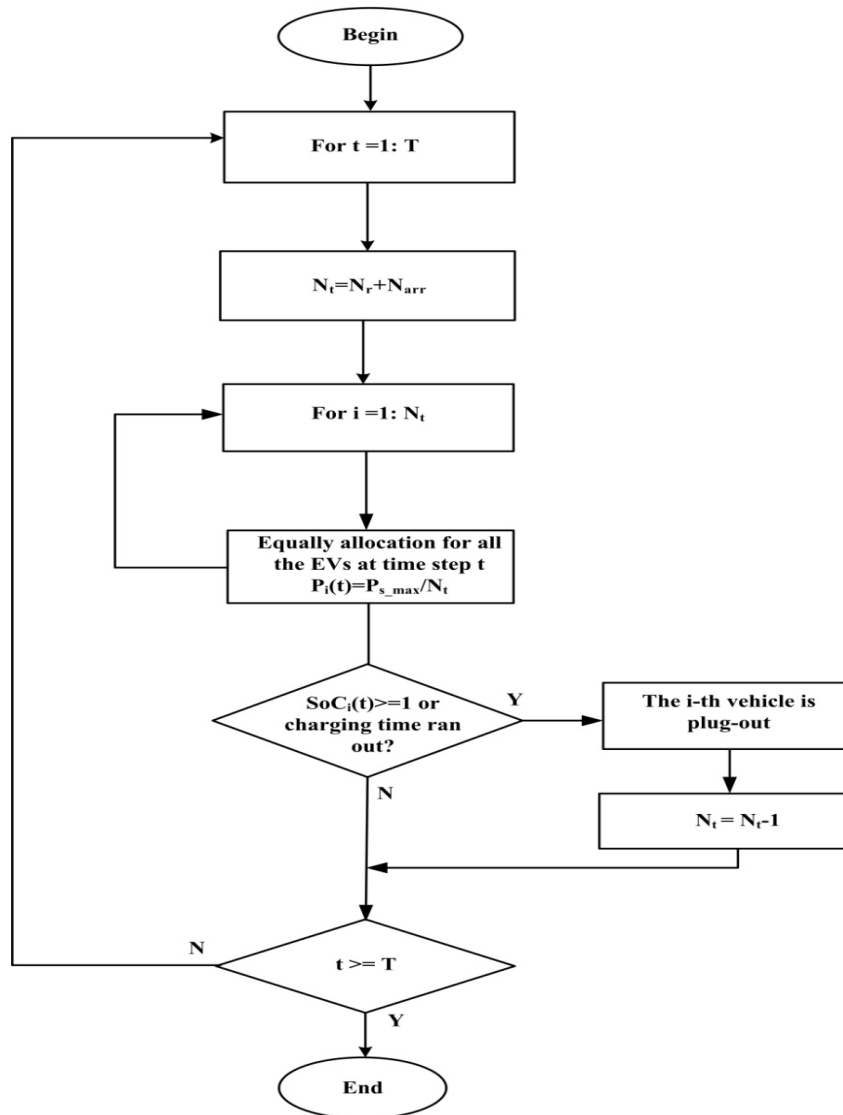 Begin
For t =1: T
Nₜ=Nᵣ+Nₐᵣᵣ
For i =1: Nₜ
Equally allocation for all
the EVs at time step t
Pᵢ(t)=Pₛ_ₘₐₓ/Nₜ
SoCᵢ(t)>=1 or
charging time ran
out?
Y
The i-th vehicle is
plug-out
N
Nₜ = Nₜ-1
N
t >= T
Y
End